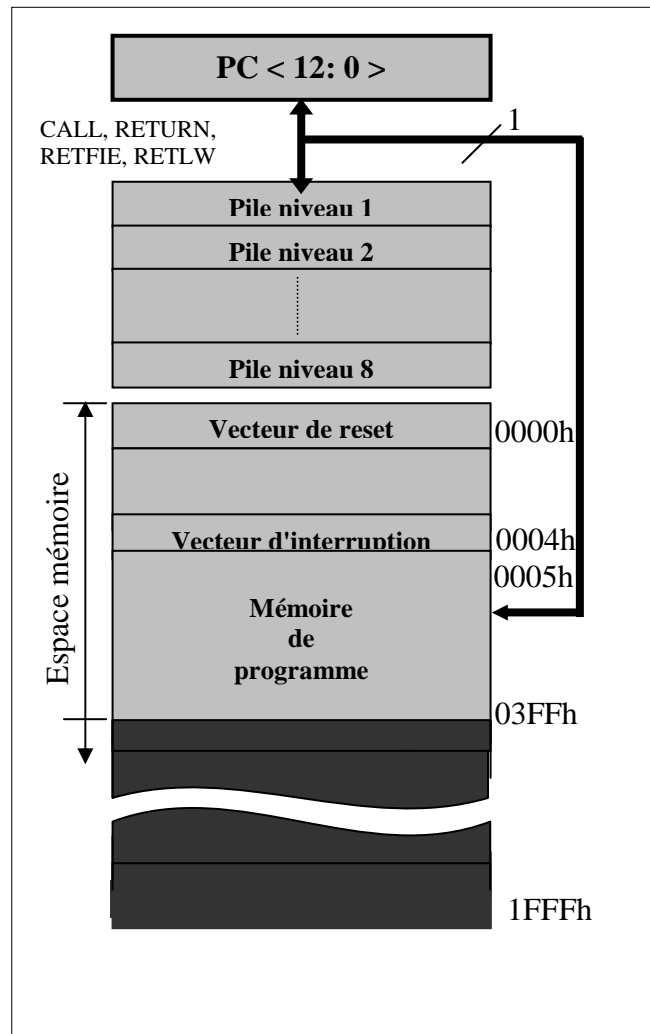 PC < 12: 0 >
CALL, RETURN,
RETFIE, RETLW
1
Pile niveau 1
Pile niveau 2
Pile niveau 8
Vecteur de reset
0000h
Vecteur d'interruption
0004h
0005h
Espace mémoire
Mémoire
de
programme
03FFh
1FFFh